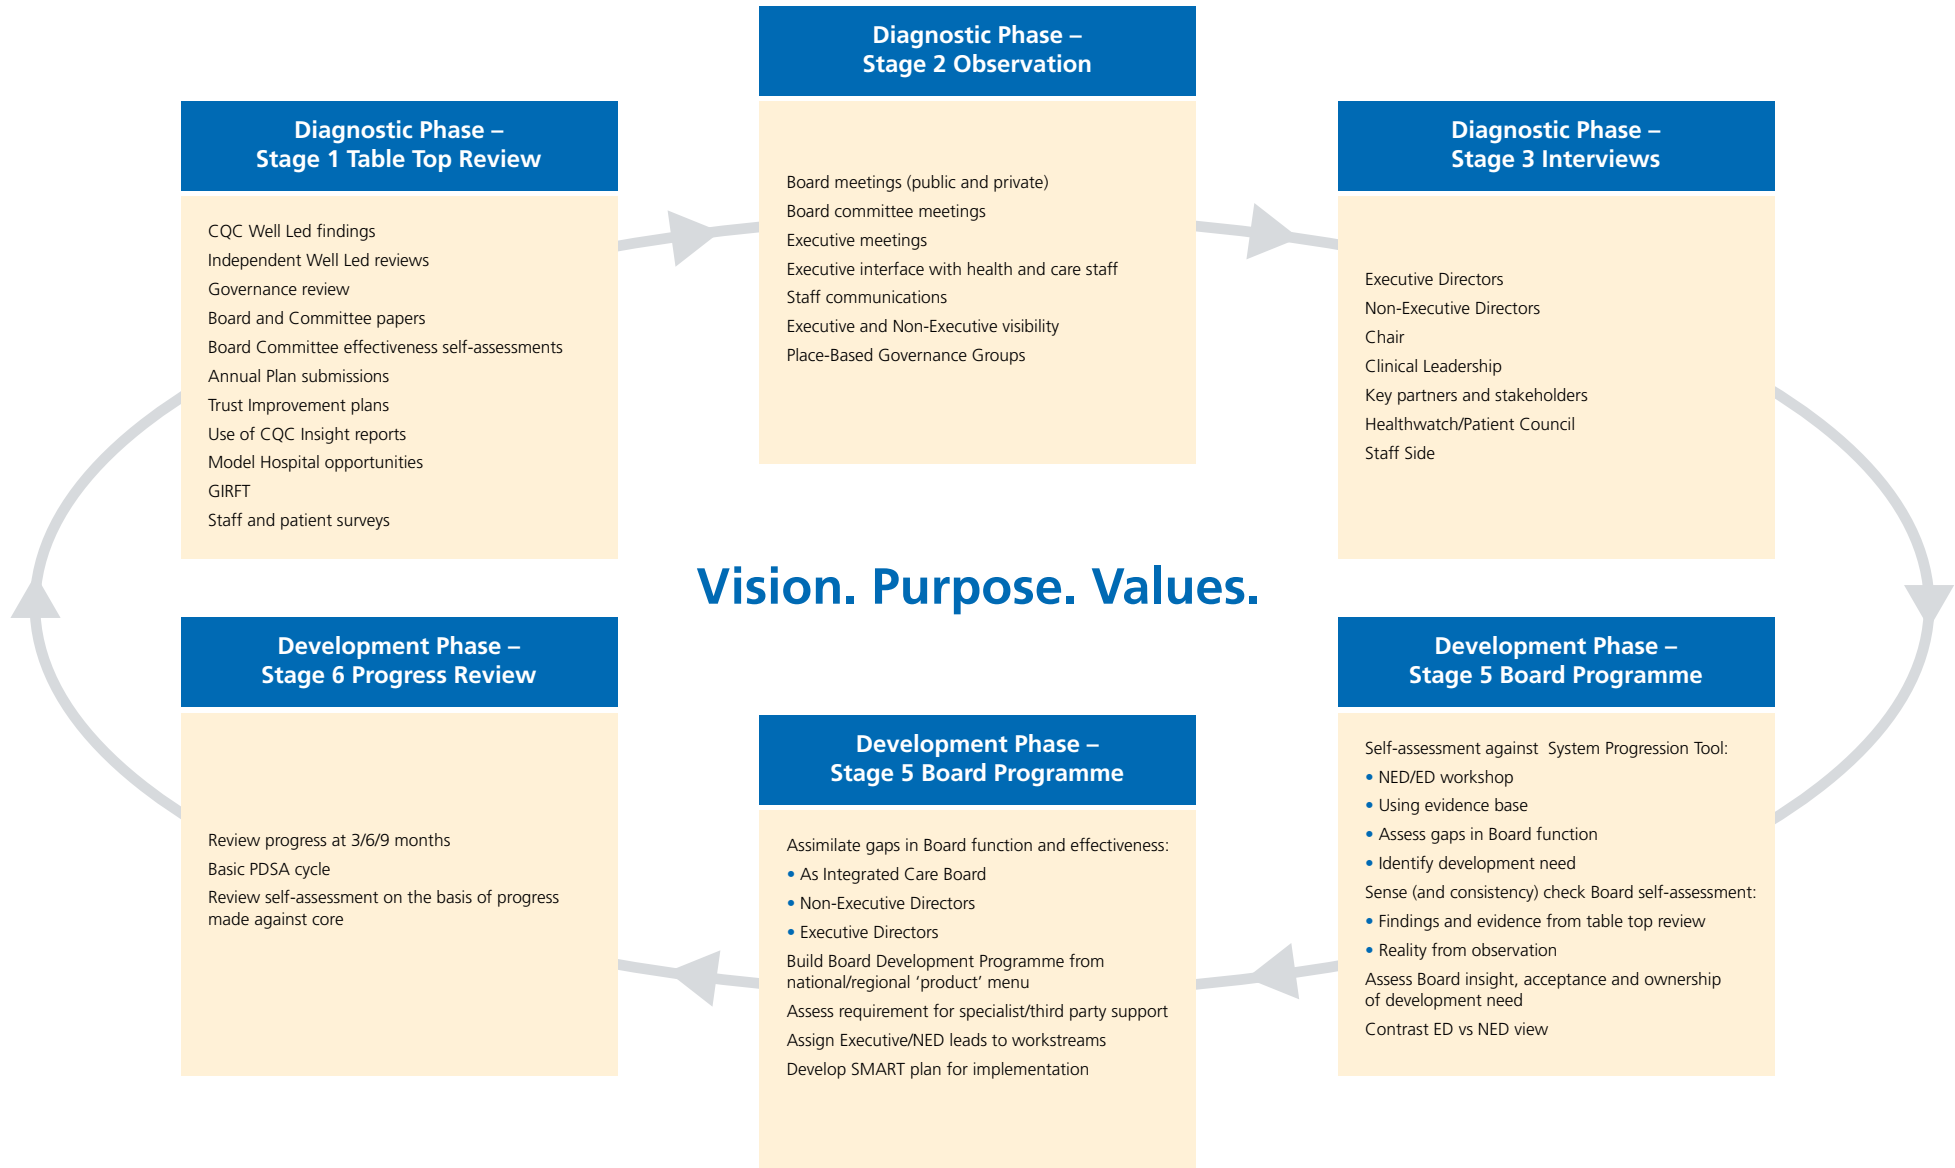 Diagnostic Phase –
Stage 1 Table Top Review
CQC Well Led findings
Independent Well Led reviews
Governance review
Board and Committee papers
Board Committee effectiveness self-assessments
Annual Plan submissions
Trust Improvement plans
Use of CQC Insight reports
Model Hospital opportunities
GIRFT
Staff and patient surveys
Diagnostic Phase –
Stage 2 Observation
Board meetings (public and private)
Board committee meetings
Executive meetings
Executive interface with health and care staff
Staff communications
Executive and Non-Executive visibility
Place-Based Governance Groups
Diagnostic Phase –
Stage 3 Interviews
Executive Directors
Non-Executive Directors
Chair
Clinical Leadership
Key partners and stakeholders
Healthwatch/Patient Council
Staff Side
Vision. Purpose. Values.
Development Phase –
Stage 5 Board Programme
Self-assessment against System Progression Tool:
• NED/ED workshop
• Using evidence base
• Assess gaps in Board function
• Identify development need
Sense (and consistency) check Board self-assessment:
• Findings and evidence from table top review
• Reality from observation
Assess Board insight, acceptance and ownership
of development need
Contrast ED vs NED view
Development Phase –
Stage 5 Board Programme
Assimilate gaps in Board function and effectiveness:
• As Integrated Care Board
• Non-Executive Directors
• Executive Directors
Build Board Development Programme from
national/regional ‘product’ menu
Assess requirement for specialist/third party support
Assign Executive/NED leads to workstreams
Develop SMART plan for implementation
Development Phase –
Stage 6 Progress Review
Review progress at 3/6/9 months
Basic PDSA cycle
Review self-assessment on the basis of progress
made against core